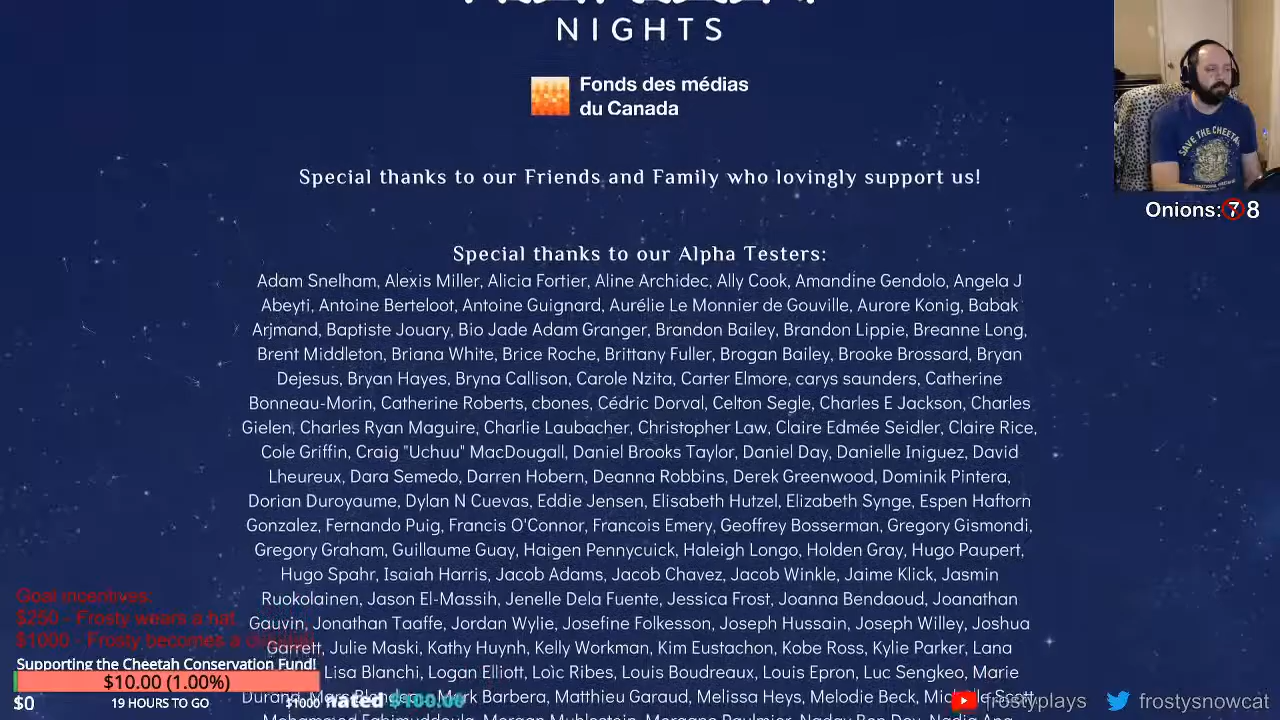 NIGHTS
Fonds des médias
du Canada
SAVE THE CHEETAH
Onions: 7 8
Special thanks to our Friends and Family who lovingly support us!
Special thanks to our Alpha Testers:
Adam Snelham, Alexis Miller, Alicia Fortier, Aline Archidec, Ally Cook, Amandine Gendolo, Angela J
Abeyti, Antoine Berteloot, Antoine Guignard, Aurélie Le Monnier de Gouville, Aurore Konig, Babak
Arjmand, Baptiste Jouary, Bio Jade Adam Granger, Brandon Bailey, Brandon Lippie, Breanne Long,
Brent Middleton, Briana White, Brice Roche, Brittany Fuller, Brogan Bailey, Brooke Brossard, Bryan
Dejesus, Bryan Hayes, Bryna Callison, Carole Nzita, Carter Elmore, carys saunders, Catherine
Bonneau-Morin, Catherine Roberts, cbones, Cédric Dorval, Celton Segle, Charles E Jackson, Charles
Gielen, Charles Ryan Maguire, Charlie Laubacher, Christopher Law, Claire Edmée Seidler, Claire Rice,
Cole Griffin, Craig "Uchuu" MacDougall, Daniel Brooks Taylor, Daniel Day, Danielle Iniguez, David
Lheureux, Dara Semedo, Darren Hobern, Deanna Robbins, Derek Greenwood, Dominik Pintera,
Dorian Duroyaume, Dylan N Cuevas, Eddie Jensen, Elisabeth Hutzel, Elizabeth Synge, Espen Haftorn
Gonzalez, Fernando Puig, Francis O'Connor, Francois Emery, Geoffrey Bosserman, Gregory Gismondi,
Gregory Graham, Guillaume Guay, Haigen Pennycuick, Haleigh Longo, Holden Gray, Hugo Paupert,
Hugo Spahr, Isaiah Harris, Jacob Adams, Jacob Chavez, Jacob Winkle, Jaime Klick, Jasmin
Ruokolainen, Jason El-Massih, Jenelle Dela Fuente, Jessica Frost, Joanna Bendaoud, Joanathan
Gauvin, Jonathan Taaffe, Jordan Wylie, Josefine Folkesson, Joseph Hussain, Joseph Willey, Joshua
Garrett, Julie Maski, Kathy Huynh, Kelly Workman, Kim Eustachon, Kobe Ross, Kylie Parker, Lana
Lisa Blanchi, Logan Elliott, Loïc Ribes, Louis Boudreaux, Louis Epron, Luc Sengkeo, Marie
Durand, Mark Barbera, Matthieu Garaud, Melissa Heys, Melodie Beck, Scott
Goal incentives:
$250 - Frosty wears a hat
$1000 - Frosty becomes a
Supporting the Cheetah Conservation Fund!
$10.00 (1.00%)
$0 19 HOURS TO GO $1000
nated $100.00
frostyplays frostysnowcat